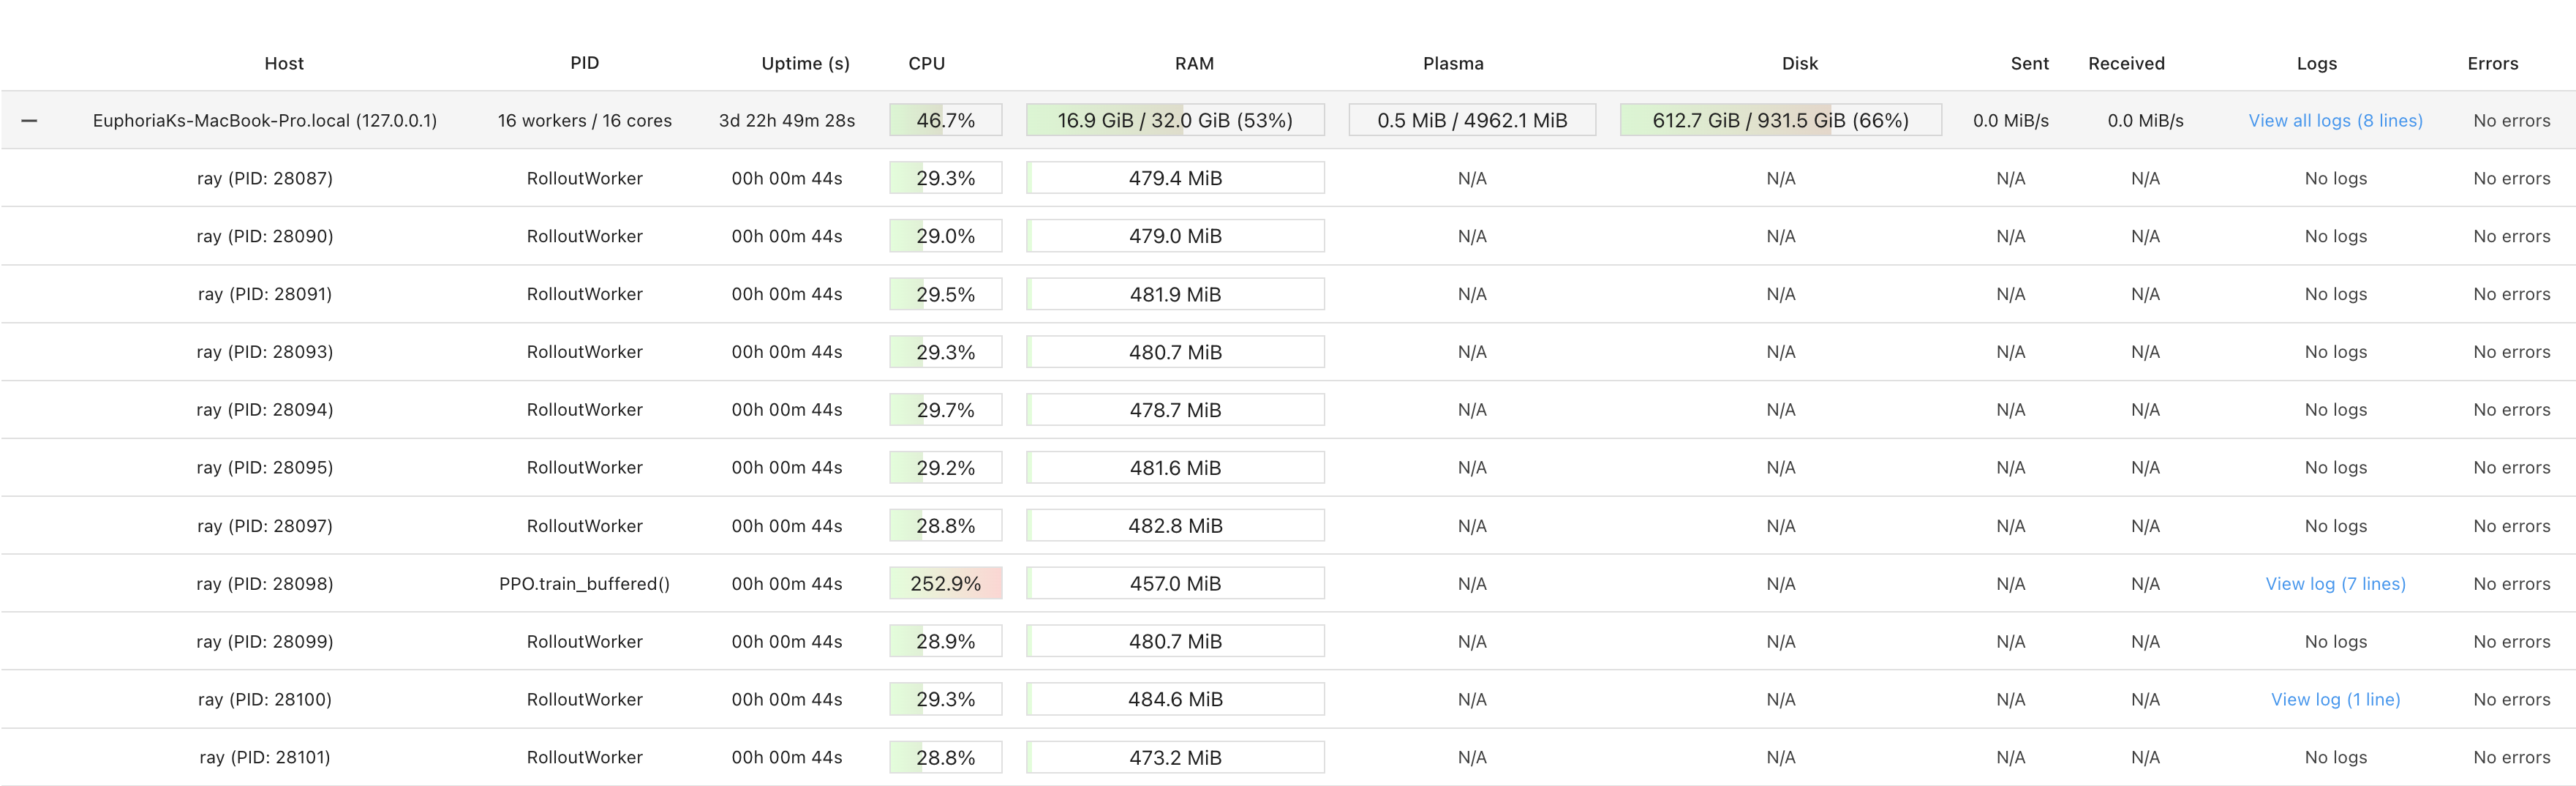 Host PID Uptime (s) CPU RAM Plasma Disk Sent Received Logs Errors
— EuphoriaKs-MacBook-Pro.local (127.0.0.1) 16 workers / 16 cores 3d 22h 49m 28s 46.7% 16.9 GiB / 32.0 GiB (53%) 0.5 MiB / 4962.1 MiB 612.7 GiB / 931.5 GiB (66%) 0.0 MiB/s 0.0 MiB/s View all logs (8 lines) No errors
ray (PID: 28087) RolloutWorker 00h 00m 44s 29.3% 479.4 MiB N/A N/A N/A N/A No logs No errors
ray (PID: 28090) RolloutWorker 00h 00m 44s 29.0% 479.0 MiB N/A N/A N/A N/A No logs No errors
ray (PID: 28091) RolloutWorker 00h 00m 44s 29.5% 481.9 MiB N/A N/A N/A N/A No logs No errors
ray (PID: 28093) RolloutWorker 00h 00m 44s 29.3% 480.7 MiB N/A N/A N/A N/A No logs No errors
ray (PID: 28094) RolloutWorker 00h 00m 44s 29.7% 478.7 MiB N/A N/A N/A N/A No logs No errors
ray (PID: 28095) RolloutWorker 00h 00m 44s 29.2% 481.6 MiB N/A N/A N/A N/A No logs No errors
ray (PID: 28097) RolloutWorker 00h 00m 44s 28.8% 482.8 MiB N/A N/A N/A N/A No logs No errors
ray (PID: 28098) PPO.train_buffered() 00h 00m 44s 252.9% 457.0 MiB N/A N/A N/A N/A View log (7 lines) No errors
ray (PID: 28099) RolloutWorker 00h 00m 44s 28.9% 480.7 MiB N/A N/A N/A N/A No logs No errors
ray (PID: 28100) RolloutWorker 00h 00m 44s 29.3% 484.6 MiB N/A N/A N/A N/A View log (1 line) No errors
ray (PID: 28101) RolloutWorker 00h 00m 44s 28.8% 473.2 MiB N/A N/A N/A N/A No logs No errors